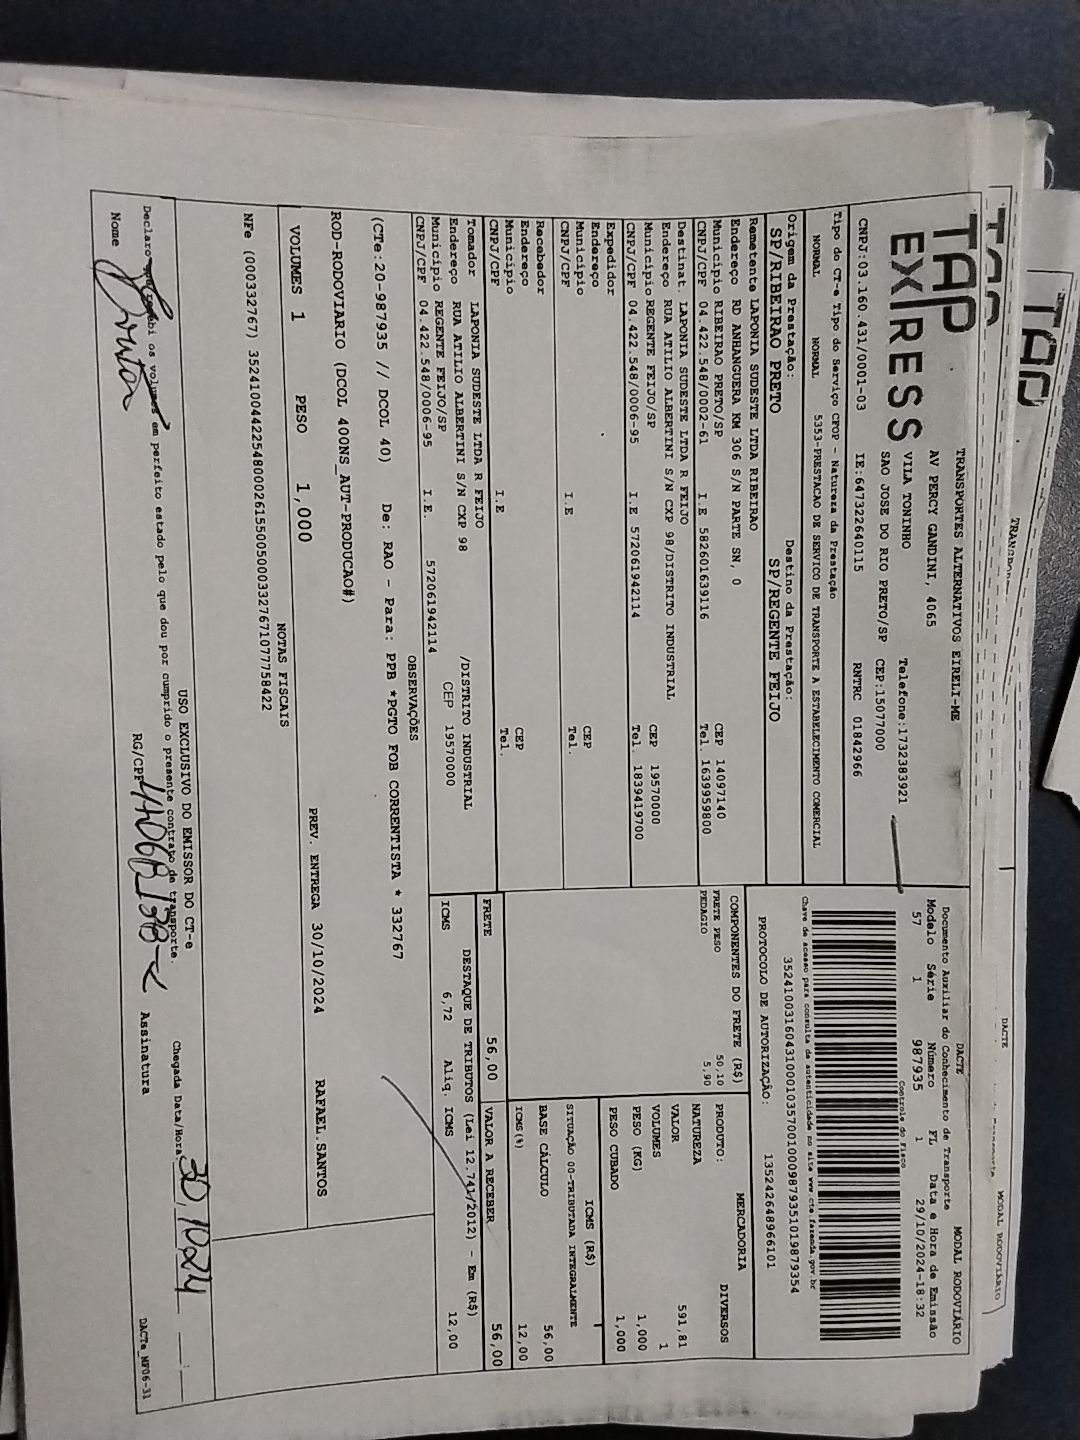 TAP
EXPRESS
TRANSPORTES ALTERNATIVOS EIRELI-ME
AV PERCY GANDINI, 4065
VILA TONINHO Telefone:1732383921
SAO JOSE DO RIO PRETO/SP CEP:15077000
CNPJ:03.160.431/0001-03 IE:647322640115 RNTRC 01842966
DACTE MODAL RODOVIÁRIO
Documento Auxiliar do Conhecimento de Transporte
Modelo Série Número FL Data e Hora de Emissão
57 1 987935 1 29/10/2024-18:32
Controle do Fisco
Chave de acesso para consulta de autenticidade no site www.cte.fazenda.gov.br
35241003160431000103570010009879351019879354
PROTOCOLO DE AUTORIZAÇÃO: 135242648966101
Tipo do CT-e Tipo do Serviço CFOP - Natureza da Prestação
NORMAL NORMAL 5353-PRESTACAO DE SERVICO DE TRANSPORTE A ESTABELECIMENTO COMERCIAL
Origem da Prestação: Destino da Prestação:
SP/RIBEIRAO PRETO SP/REGENTE FEIJO
Remetente LAPONIA SUDESTE LTDA RIBEIRAO
Endereço RD ANHANGUERA KM 306 S/N PARTE SN, 0
Município RIBEIRAO PRETO/SP CEP 14097140
CNPJ/CPF 04.422.548/0002-61 I.E 582601639116 Tel. 1639959800
Destinat. LAPONIA SUDESTE LTDA R FEIJO
Endereço RUA ATILIO ALBERTINI S/N CXP 98/DISTRITO INDUSTRIAL
Município REGENTE FEIJO/SP CEP 19570000
CNPJ/CPF 04.422.548/0006-95 I.E 572061942114 Tel. 1839419700
Expedidor
Endereço
Município CEP
CNPJ/CPF I.E Tel.
Recebedor
Endereço
Município CEP
CNPJ/CPF I.E Tel.
Tomador LAPONIA SUDESTE LTDA R FEIJO
Endereço RUA ATILIO ALBERTINI S/N CXP 98 /DISTRITO INDUSTRIAL
Município REGENTE FEIJO/SP CEP 19570000
CNPJ/CPF 04.422.548/0006-95 I.E. 572061942114
COMPONENTES DO FRETE (R$)
FRETE PESO 50,10
PEDAGIO 5,90
MERCADORIA
PRODUTO: DIVERSOS
NATUREZA
VALOR 591,81
VOLUMES 1
PESO (KG) 1,000
PESO CUBADO 1,000
ICMS (R$)
SITUAÇÃO 00-TRIBUTADA INTEGRALMENTE
BASE CÁLCULO 56,00
ICMS(%) 12,00
FRETE 56,00 VALOR A RECEBER 56,00
DESTAQUE DE TRIBUTOS (Lei 12.741/2012) - Em (R$)
ICMS 6,72 Aliq. ICMS 12,00
OBSERVAÇÕES
(CTe:20-987935 // DCOL 40) De: RAO - Para: PPB *PGTO FOB CORRENTISTA * 332767
ROD-RODOVIARIO (DCOL 400NS_AUT-PRODUCAO#)
VOLUMES 1 PESO 1,000 PREV. ENTREGA 30/10/2024 RAFAEL.SANTOS
NOTAS FISCAIS
NFe (000332767) 35241004422548000261550050003327671077758422
USO EXCLUSIVO DO EMISSOR DO CT-e
Declaro que recebi os volumes em perfeito estado pelo que dou por cumprido o presente contrato de transporte.
Chegada Data/Hora 30/10/24
Nome RG/CPF Assinatura
DACTe_NF06-31